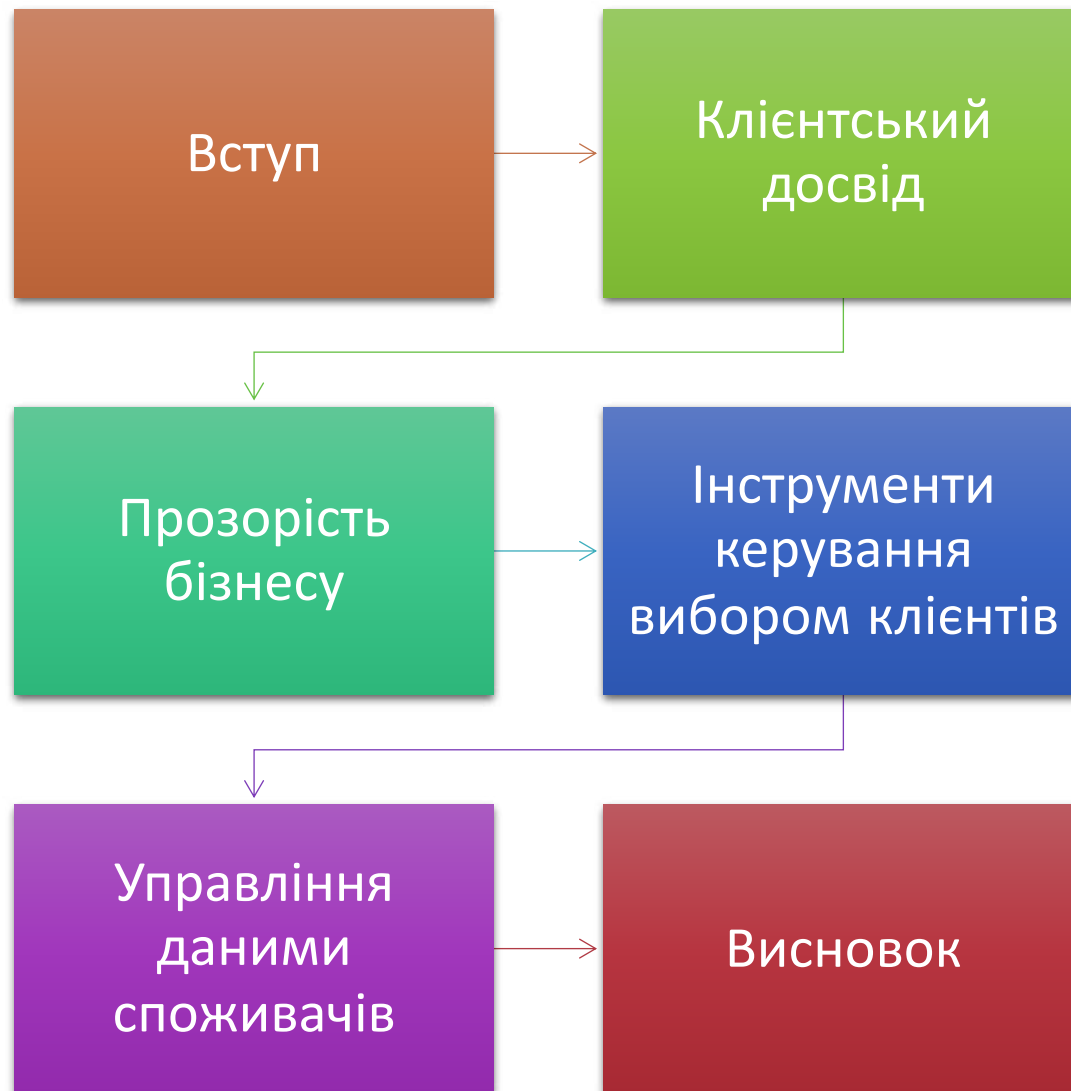 Вступ
Клієнтський
досвід
Прозорість
бізнесу
Інструменти
керування
вибором клієнтів
Управління
даними
споживачів
Висновок